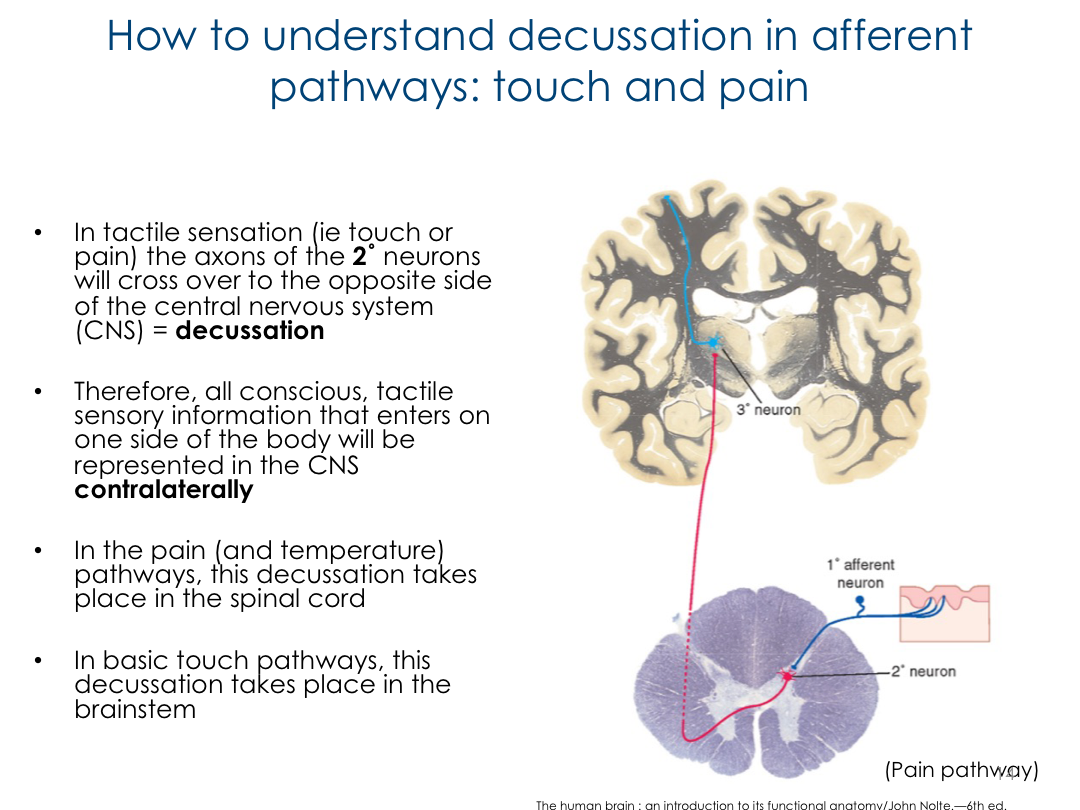 How to understand decussation in afferent
pathways: touch and pain
• In tactile sensation (ie touch or
pain) the axons of the 2˚ neurons
will cross over to the opposite side
of the central nervous system
(CNS) = decussation
• Therefore, all conscious, tactile
sensory information that enters on
one side of the body will be
represented in the CNS
contralaterally
• In the pain (and temperature)
pathways, this decussation takes
place in the spinal cord
• In basic touch pathways, this
decussation takes place in the
brainstem
3˚ neuron
1˚ afferent
neuron
2˚ neuron
(Pain pathway)
14
The human brain : an introduction to its functional anatomy/John Nolte.—6th ed.